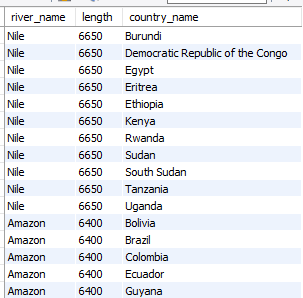 river_name length country_name
Nile 6650 Burundi
Nile 6650 Democratic Republic of the Congo
Nile 6650 Egypt
Nile 6650 Eritrea
Nile 6650 Ethiopia
Nile 6650 Kenya
Nile 6650 Rwanda
Nile 6650 Sudan
Nile 6650 South Sudan
Nile 6650 Tanzania
Nile 6650 Uganda
Amazon 6400 Bolivia
Amazon 6400 Brazil
Amazon 6400 Colombia
Amazon 6400 Ecuador
Amazon 6400 Guyana